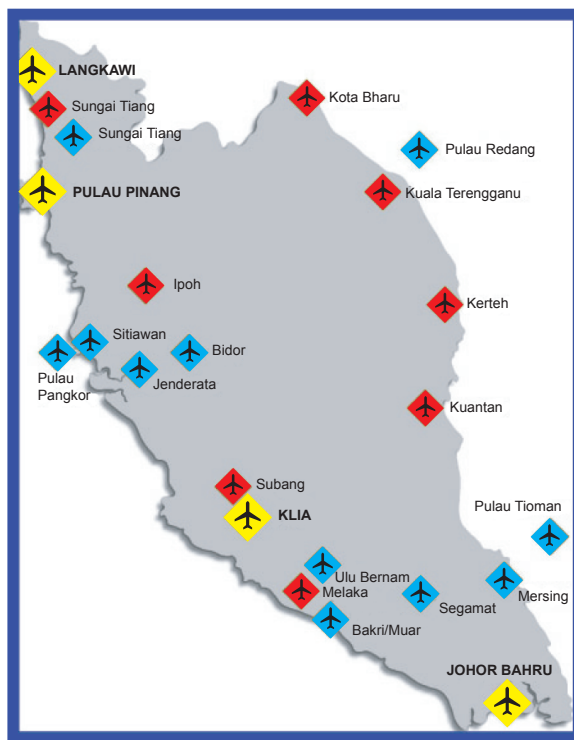 LANGKAWI
Sungai Tiang
Kota Bharu
Sungai Tiang
Pulau Redang
PULAU PINANG
Kuala Terengganu
Ipoh
Kerteh
Sitiawan
Bidor
Pulau
Pangkor
Jenderata
Kuantan
Subang
KLIA
Pulau Tioman
Ulu Bernam
Melaka
Segamat
Mersing
Bakri/Muar
JOHOR BAHRU